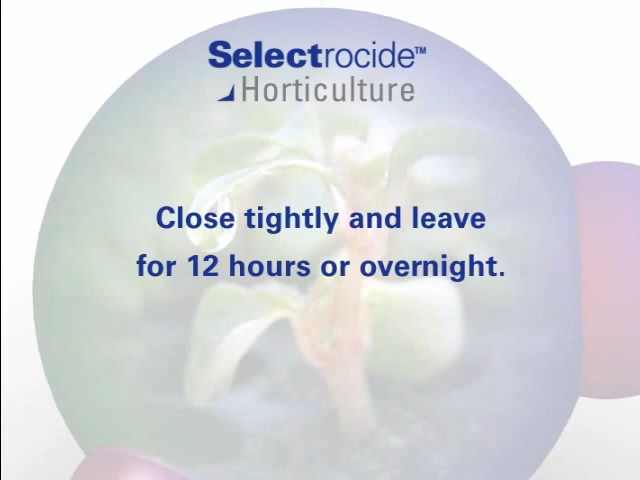 Selectrocide™
Horticulture
Close tightly and leave
for 12 hours or overnight.